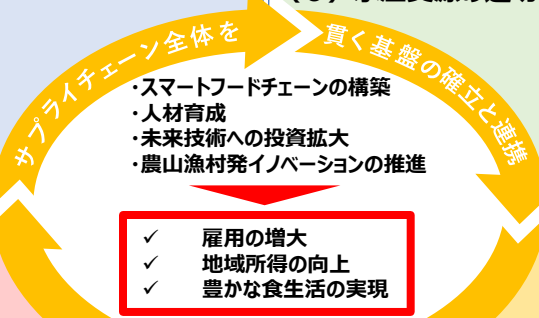 サプライチェーン全体を
貫く基盤の確立と連携
・スマートフードチェーンの構築
・人材育成
・未来技術への投資拡大
・農山漁村発イノベーションの推進
✓ 雇用の増大
✓ 地域所得の向上
✓ 豊かな食生活の実現